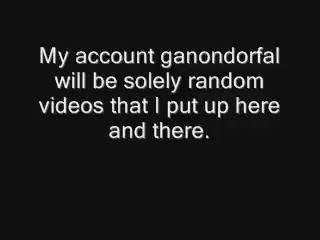 My account ganondorfal
will be solely random
videos that I put up here
and there.